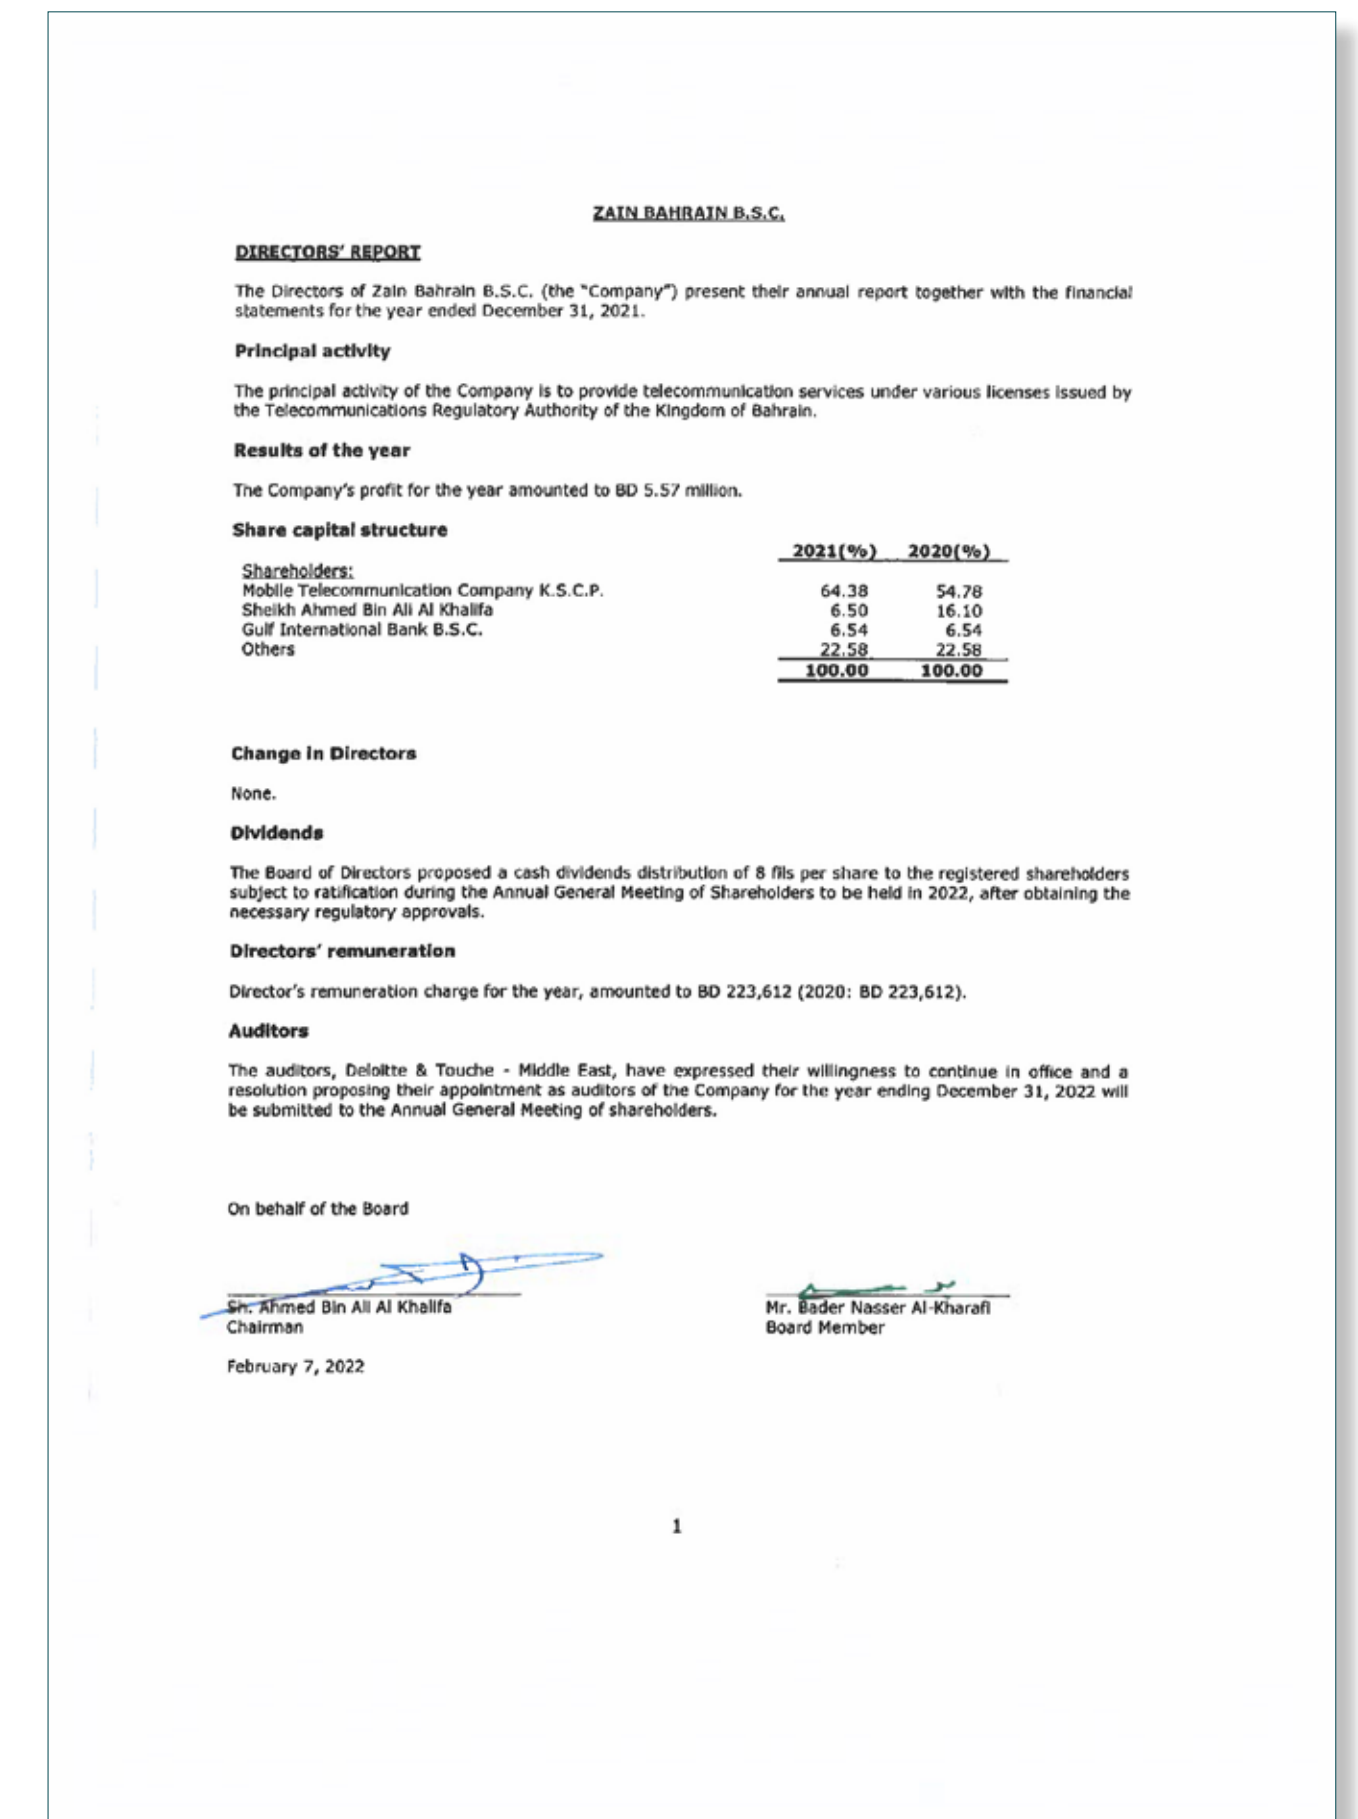 ZAIN BAHRAIN B.S.C.
DIRECTORS' REPORT
The Directors of Zain Bahrain B.S.C. (the "Company") present their annual report together with the financial
statements for the year ended December 31, 2021.
Principal activity
The principal activity of the Company is to provide telecommunication services under various licenses issued by
the Telecommunications Regulatory Authority of the Kingdom of Bahrain.
Results of the year
The Company's profit for the year amounted to BD 5.57 million.
Share capital structure
2021(%) 2020(%)
Shareholders:
Mobile Telecommunication Company K.S.C.P. 64.38 54.78
Sheikh Ahmed Bin Ali Al Khalifa 6.50 16.10
Gulf International Bank B.S.C. 6.54 6.54
Others 22.58 22.58
100.00 100.00
Change in Directors
None.
Dividends
The Board of Directors proposed a cash dividends distribution of 8 fils per share to the registered shareholders
subject to ratification during the Annual General Meeting of Shareholders to be held in 2022, after obtaining the
necessary regulatory approvals.
Directors' remuneration
Director's remuneration charge for the year, amounted to BD 223,612 (2020: BD 223,612).
Auditors
The auditors, Deloitte & Touche - Middle East, have expressed their willingness to continue in office and a
resolution proposing their appointment as auditors of the Company for the year ending December 31, 2022 will
be submitted to the Annual General Meeting of shareholders.
On behalf of the Board
Sh. Ahmed Bin Ali Al Khalifa Mr. Bader Nasser Al-Kharafi
Chairman Board Member
February 7, 2022
1